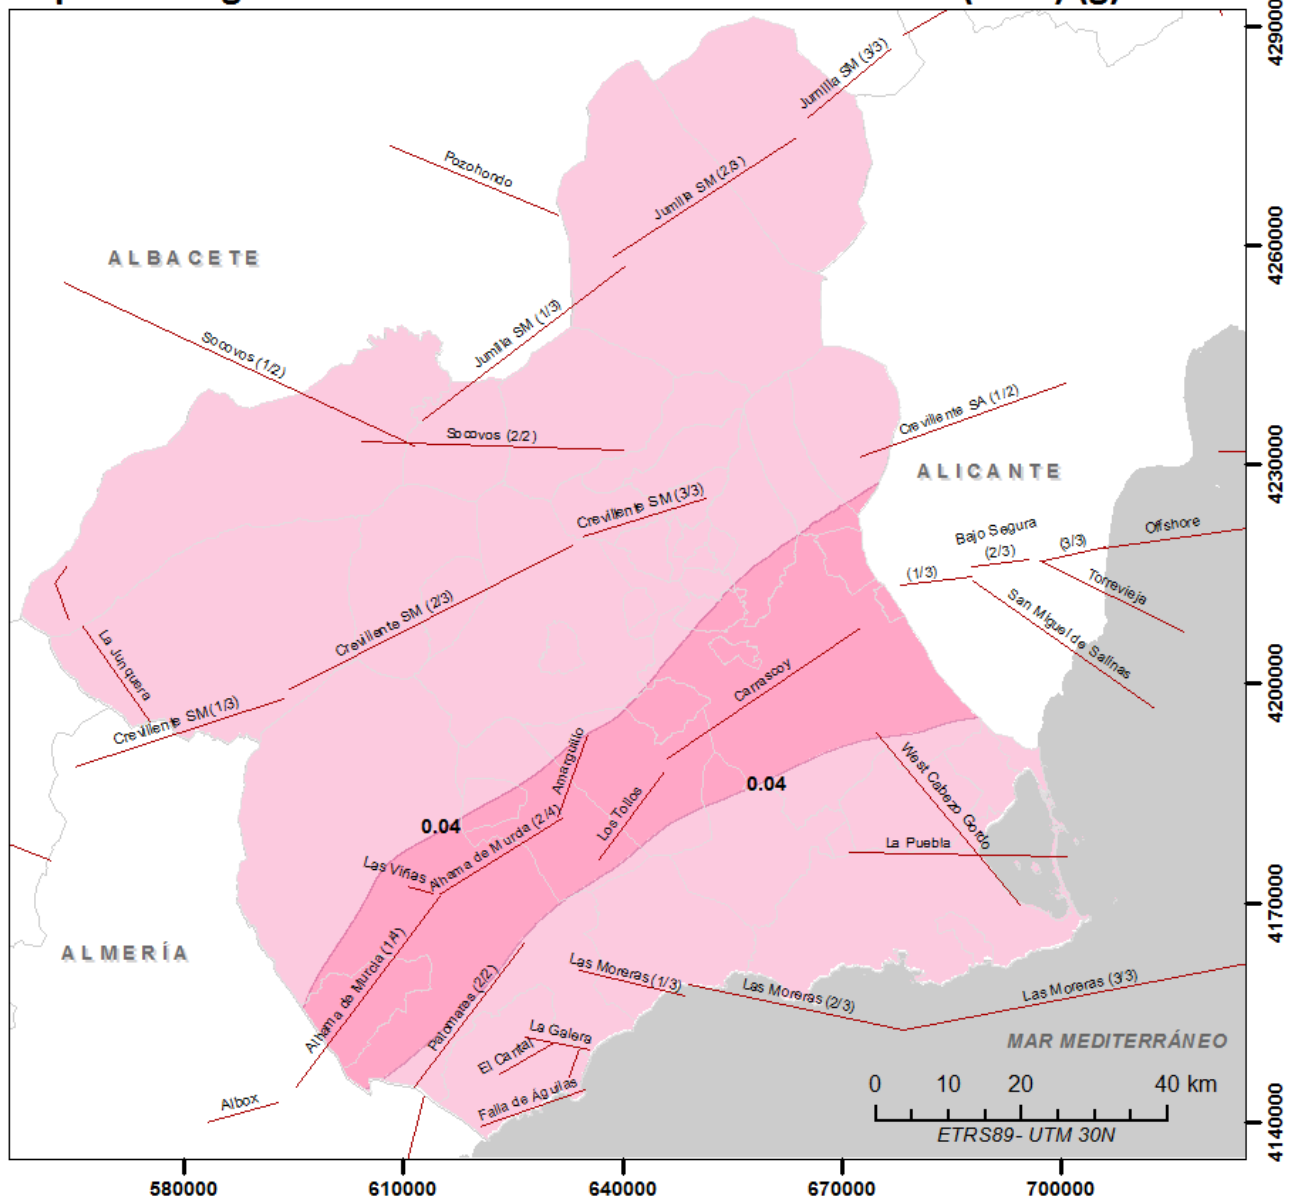 4290000
Jumilla SM (3/3)
Pozohondo
Jumilla SM (2/3)
ALBACETE
4260000
Socovos (1/2)
Jumilla SM (1/3)
Crevillente SA (1/2)
Socovos (2/2)
ALICANTE
4230000
Crevillente SM (3/3)
Offshore
Bajo Segura
(2/3)
(3/3)
(1/3)
Torrevieja
San Miguel de Salinas
Crevillente SM (2/3)
La Junquera
Carrascoy
4200000
Crevillente SM (1/3)
Amarguillo
West Cabezo Gordo
0.04
0.04
Los Tollos
Alhama de Murcia (2/4)
La Puebla
Las Viñas
4170000
ALMERÍA
Alhama de Murcia (1/4)
Palomares (2/2)
Las Moreras (1/3)
Las Moreras (2/3)
Las Moreras (3/3)
La Galera
MAR MEDITERRÁNEO
El Cantal
Falla de Águilas
Albox
0 10 20 40 km
ETRS89 - UTM 30N
4140000
580000 610000 640000 670000 700000